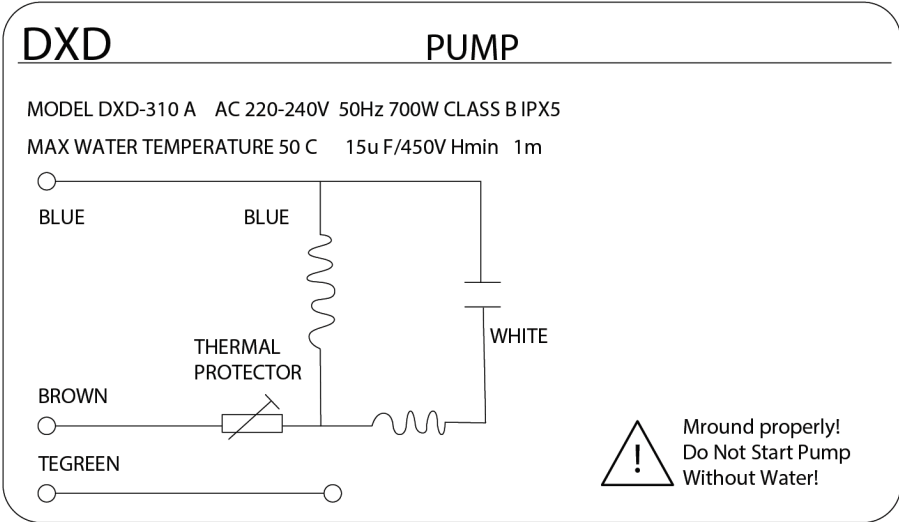 DXD PUMP
MODEL DXD-310 A AC 220-240V 50Hz 700W CLASS B IPX5
MAX WATER TEMPERATURE 50 C 15u F/450V Hmin 1m
BLUE BLUE
WHITE
THERMAL
PROTECTOR
BROWN
TEGREEN
Mround properly!
Do Not Start Pump
Without Water!